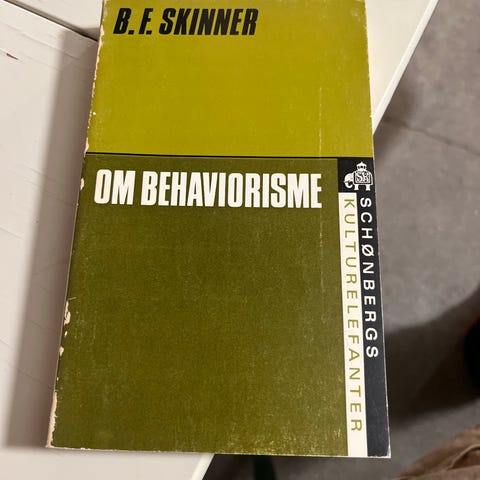 B.F. SKINNER
OM BEHAVIORISME
SCHØNBERGS
KULTURELEFANTER